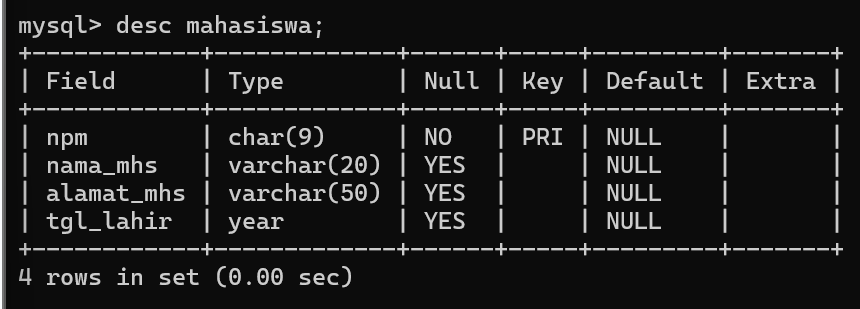 mysql> desc mahasiswa;
+------------+-------------+------+-----+---------+-------+
| Field      | Type        | Null | Key | Default | Extra |
+------------+-------------+------+-----+---------+-------+
| npm        | char(9)     | NO   | PRI | NULL    |       |
| nama_mhs   | varchar(20) | YES  |     | NULL    |       |
| alamat_mhs | varchar(50) | YES  |     | NULL    |       |
| tgl_lahir  | year        | YES  |     | NULL    |       |
+------------+-------------+------+-----+---------+-------+
4 rows in set (0.00 sec)